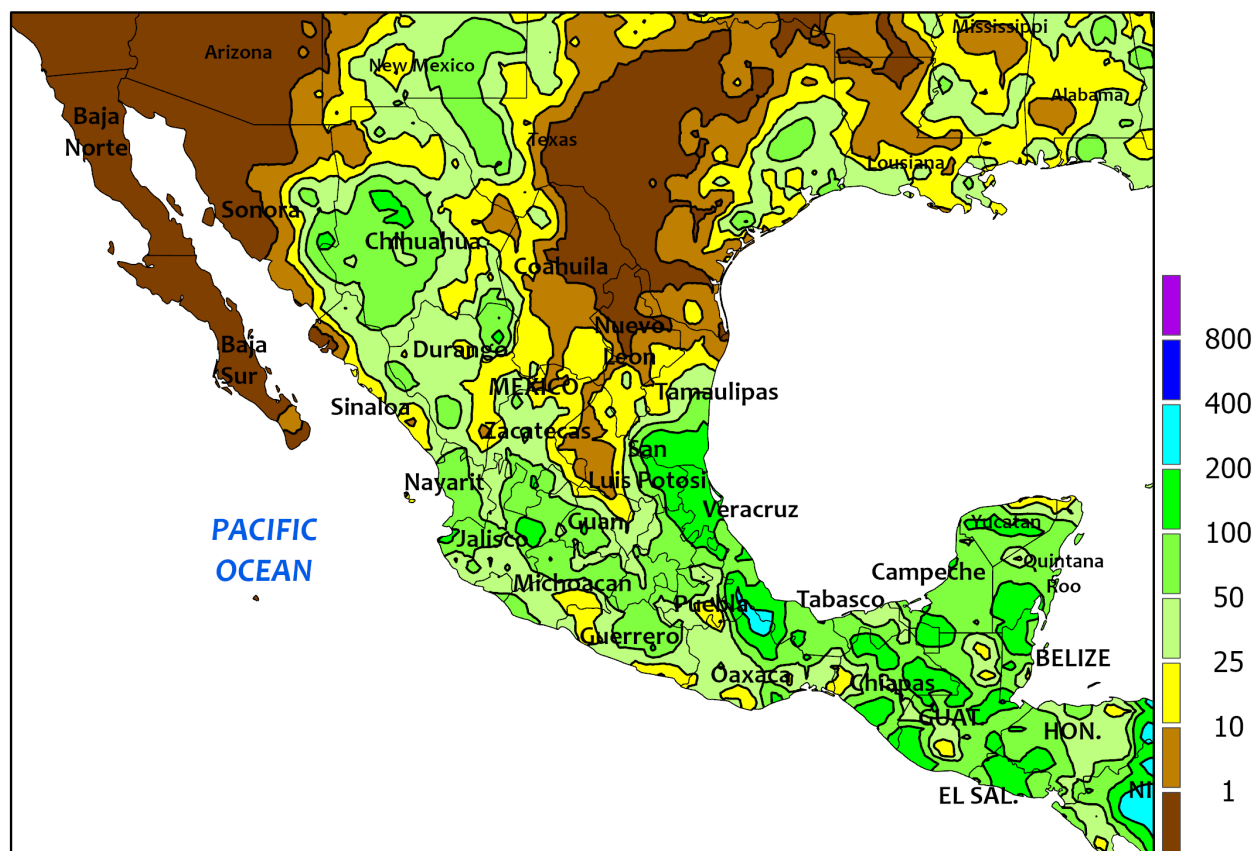 Mississippi
Arizona
New Mexico
Alabama
Baja
Norte
Texas
Lousiana
Sonora
Chihuahua
Coahuila
Nuevo
Leon
Baja
Sur
Durango
MEXICO
Tamaulipas
Sinaloa
Zacatecas
San
Luis Potosi
Nayarit
Veracruz
Guan
Yucatan
PACIFIC
OCEAN
Jalisco
Quintana
Roo
Campeche
Michoacan
Tabasco
Puebla
Guerrero
BELIZE
Oaxaca
Chiapas
GUAT.
HON.
EL SAL.
NI
800
400
200
100
50
25
10
1